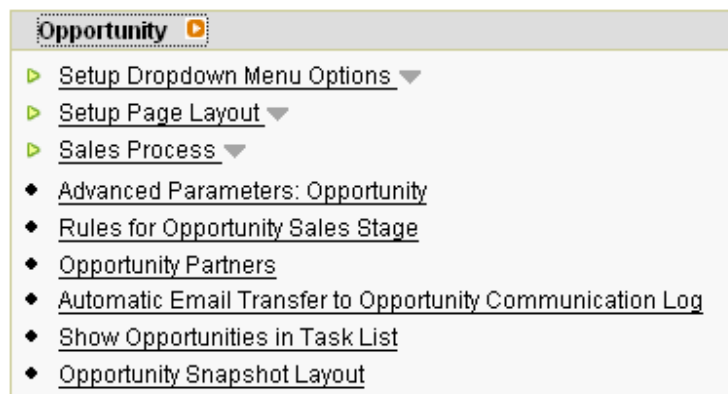 Opportunity
Setup Dropdown Menu Options
Setup Page Layout
Sales Process
Advanced Parameters: Opportunity
Rules for Opportunity Sales Stage
Opportunity Partners
Automatic Email Transfer to Opportunity Communication Log
Show Opportunities in Task List
Opportunity Snapshot Layout